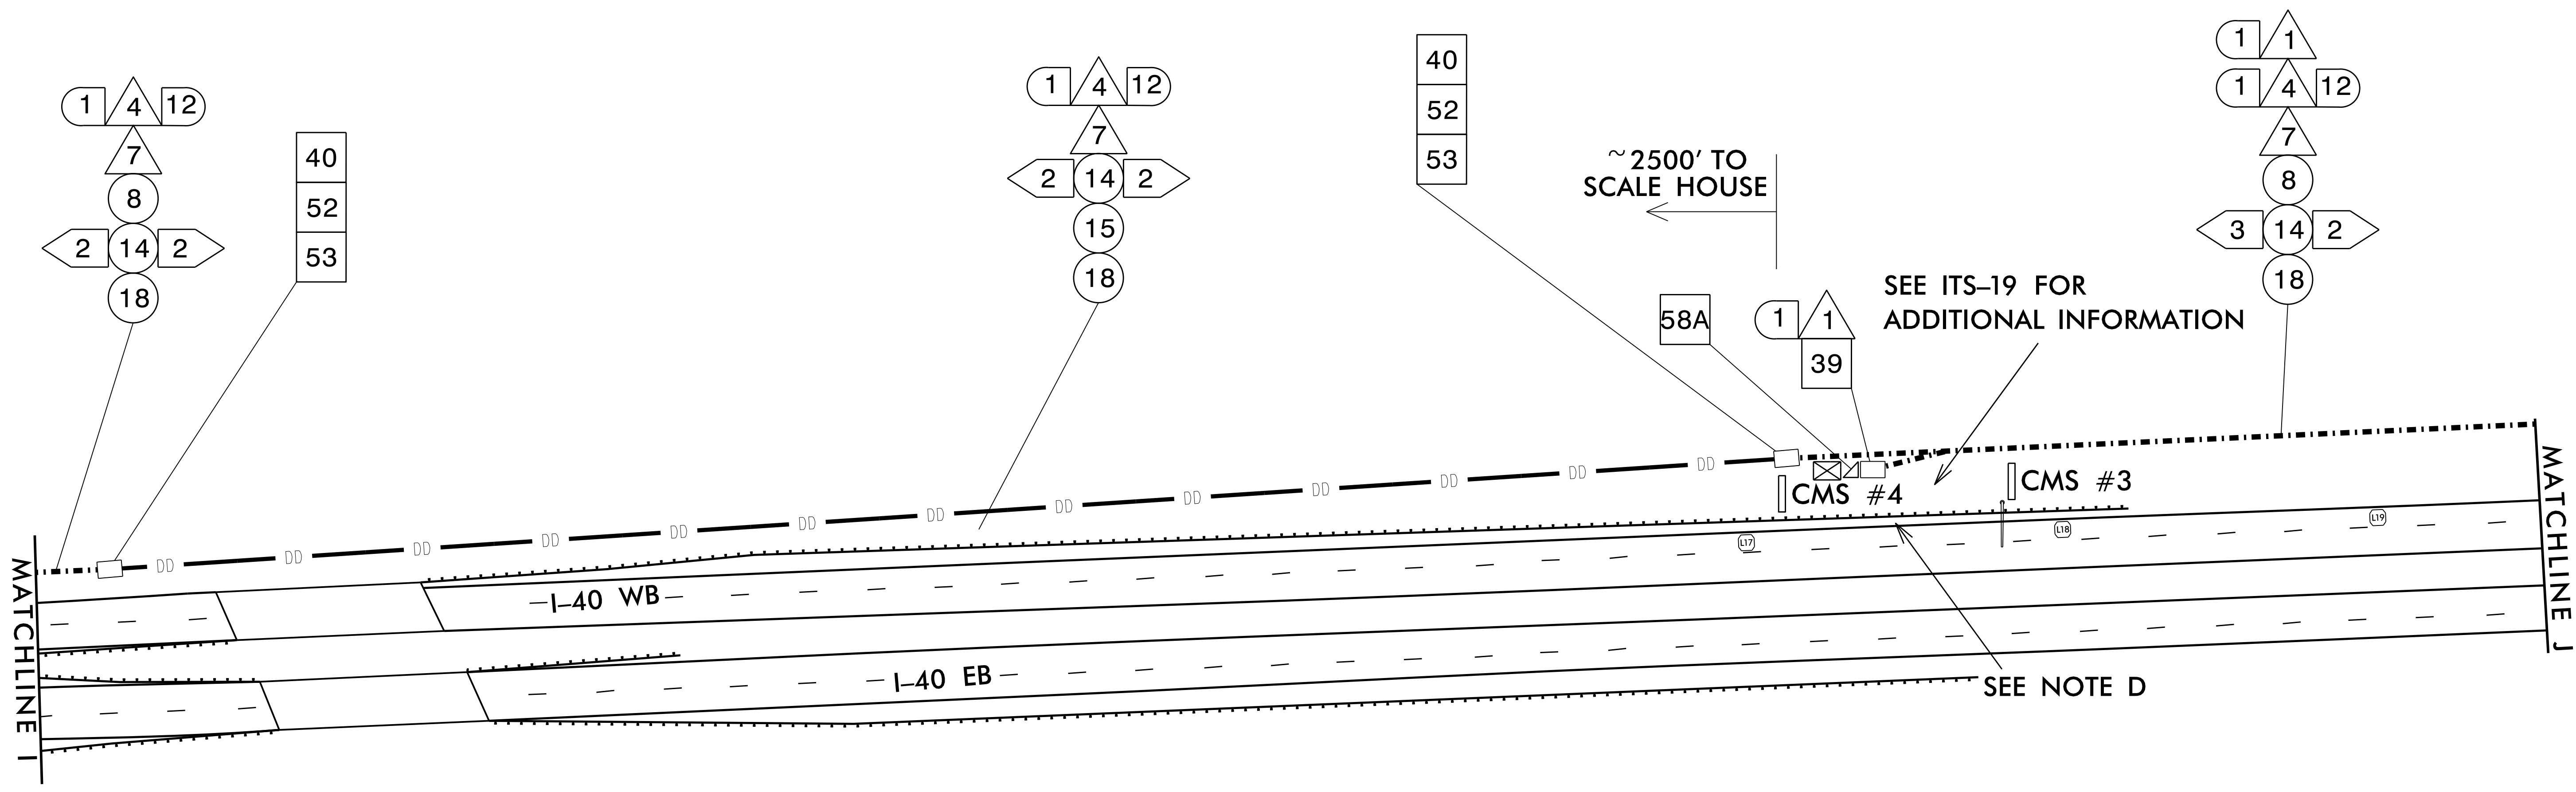 1 4 12
7
8
2 14 2
18
40
52
53
1 4 12
7
2 14 2
15
18
40
52
53
~2500' TO
SCALE HOUSE
58A
1 1
39
SEE ITS-19 FOR
ADDITIONAL INFORMATION
1 1
1 4 12
7
8
3 14 2
18
DD DD DD DD DD DD DD DD DD DD DD DD DD
CMS #4
CMS #3
L17
L18
L19
I-40 WB
I-40 EB
SEE NOTE D
MATCHLINE I
MATCHLINE J